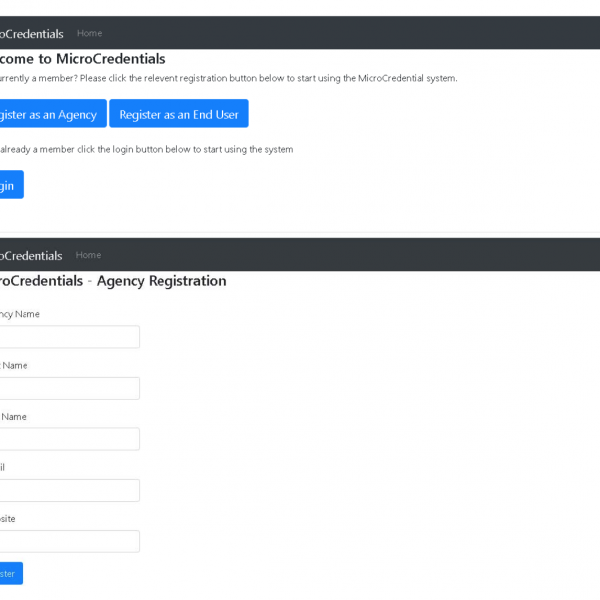 oCredentials Home
come to MicroCredentials
urrently a member? Please click the relevent registration button below to start using the MicroCredential system.
gister as an Agency Register as an End User
already a member click the login button below to start using the system
gin
oCredentials Home
roCredentials - Agency Registration
ncy Name
t Name
Name
il
site
ster